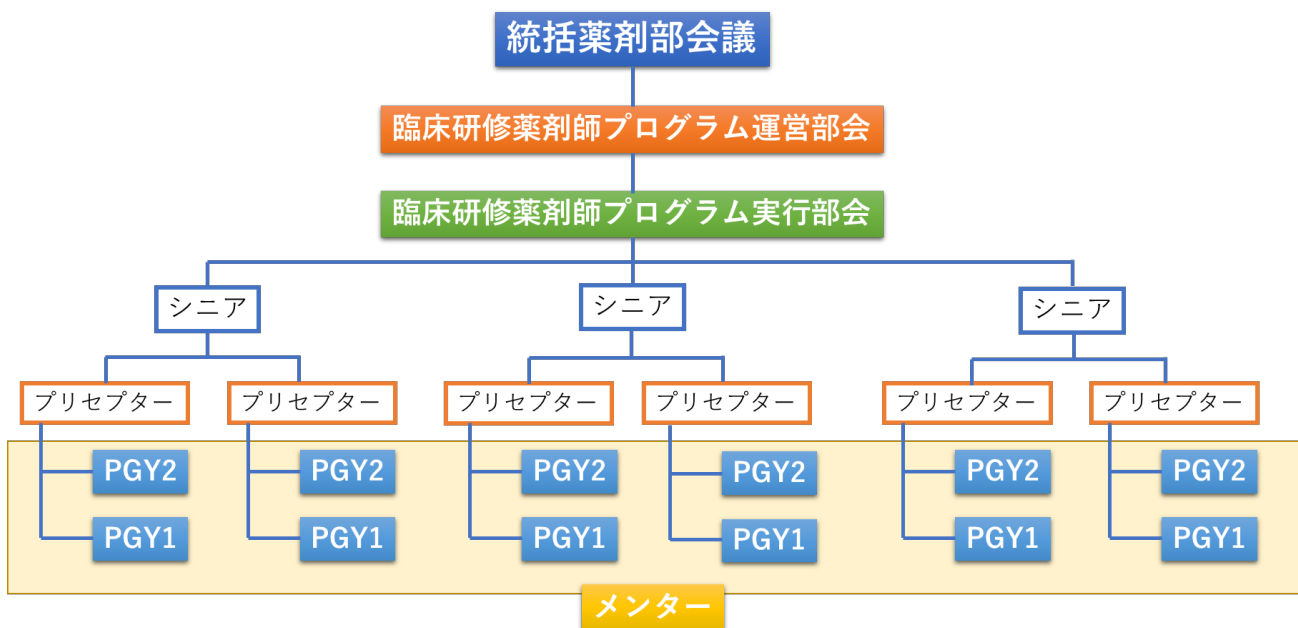 統括薬剤部会議
臨床研修薬剤師プログラム運営部会
臨床研修薬剤師プログラム実行部会
シニア
シニア
シニア
プリセプター
プリセプター
プリセプター
プリセプター
プリセプター
プリセプター
PGY2
PGY2
PGY2
PGY2
PGY2
PGY2
PGY1
PGY1
PGY1
PGY1
PGY1
PGY1
メンター